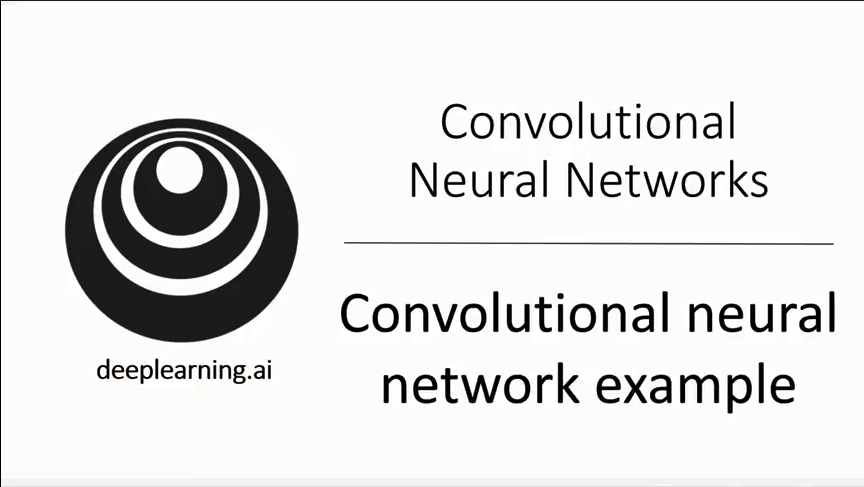 Convolutional
Neural Networks
Convolutional neural
network example
deeplearning.ai